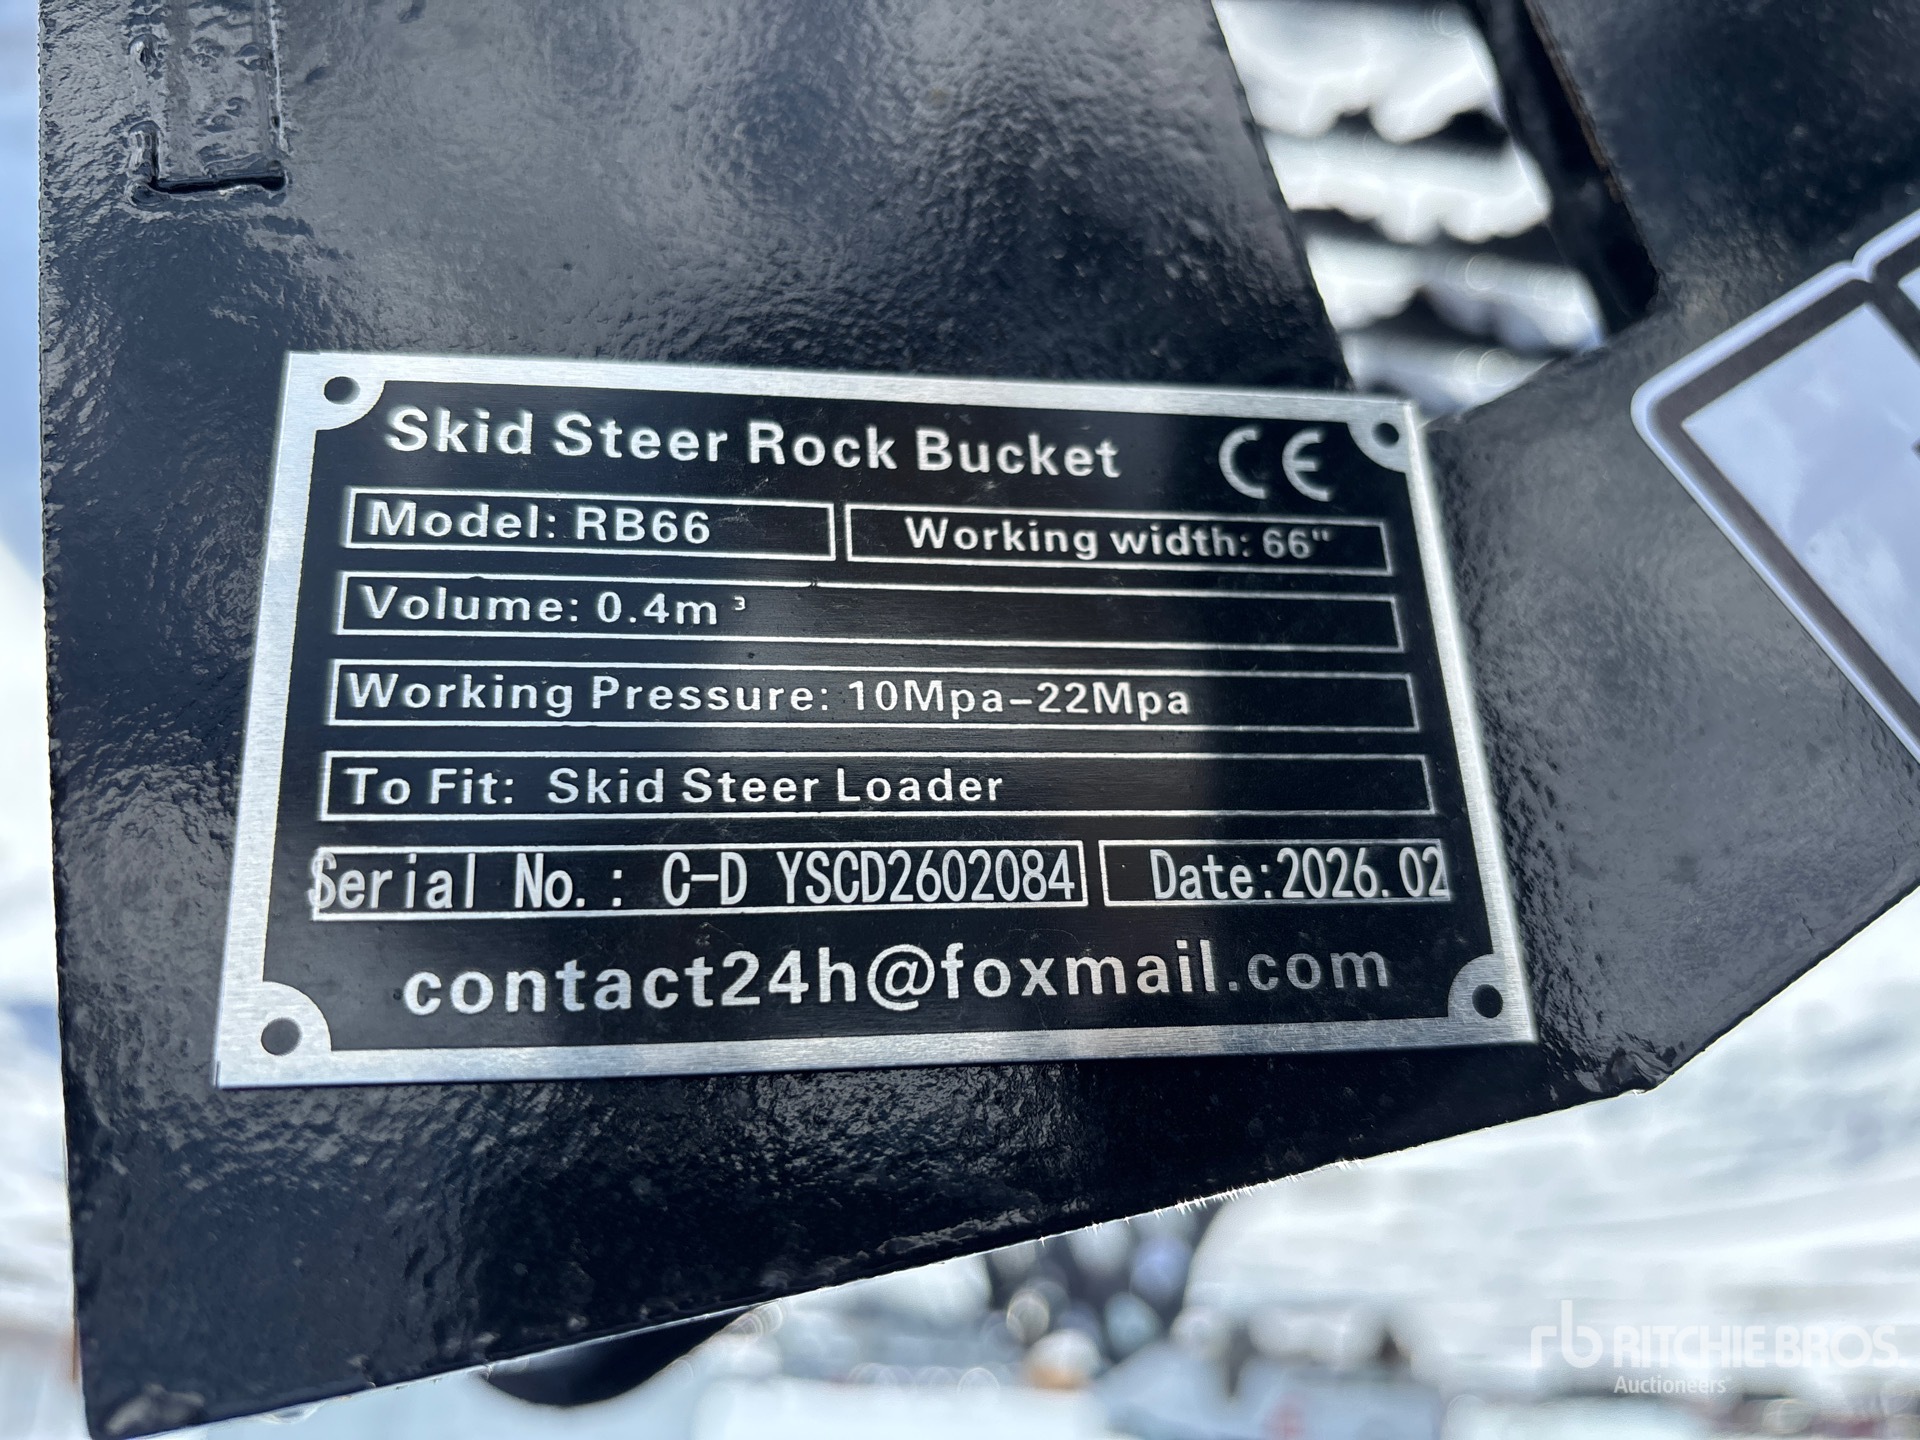 Skid Steer Rock Bucket CE
Model: RB66 Working width: 66"
Volume: 0.4m³
Working Pressure: 10Mpa-22Mpa
To Fit: Skid Steer Loader
Serial No.: C-D YSCD2602084 Date:2026.02
contact24h@foxmail.com
rb RITCHIE BROS.
Auctioneers